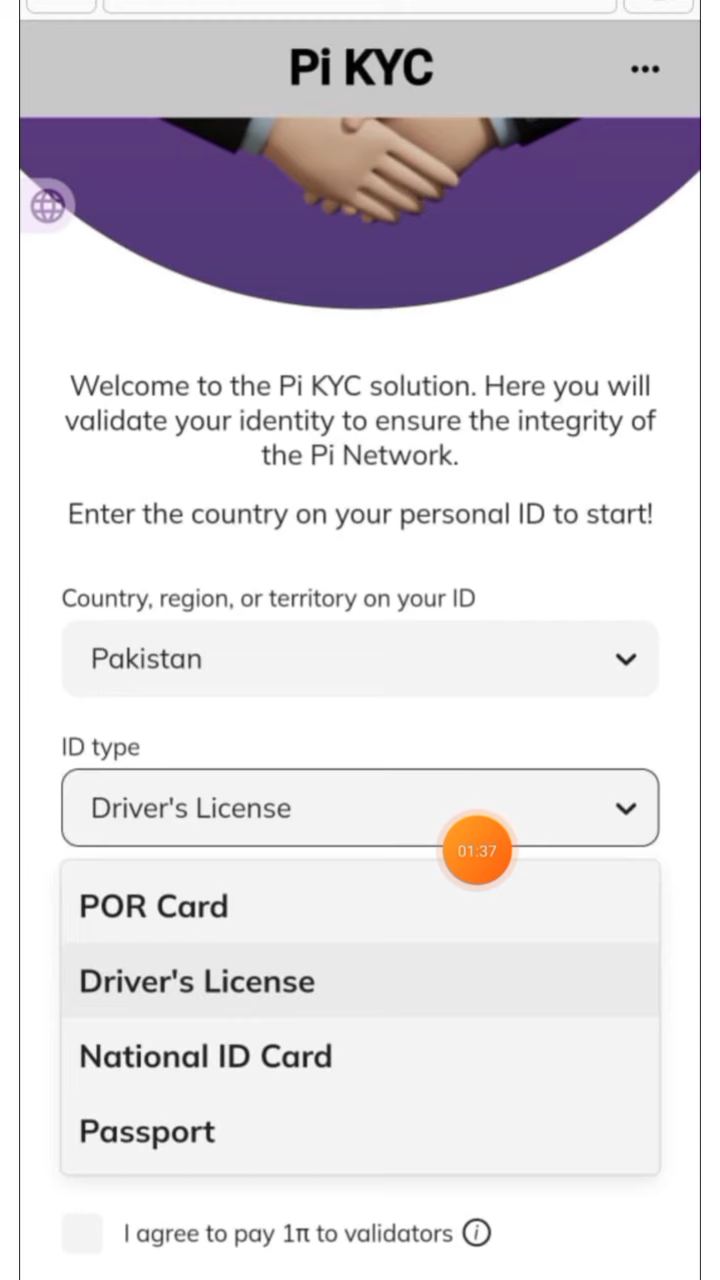 Pi KYC
Welcome to the Pi KYC solution. Here you will
validate your identity to ensure the integrity of
the Pi Network.
Enter the country on your personal ID to start!
Country, region, or territory on your ID
Pakistan
ID type
Driver's License
01:37
POR Card
Driver's License
National ID Card
Passport
I agree to pay 1π to validators